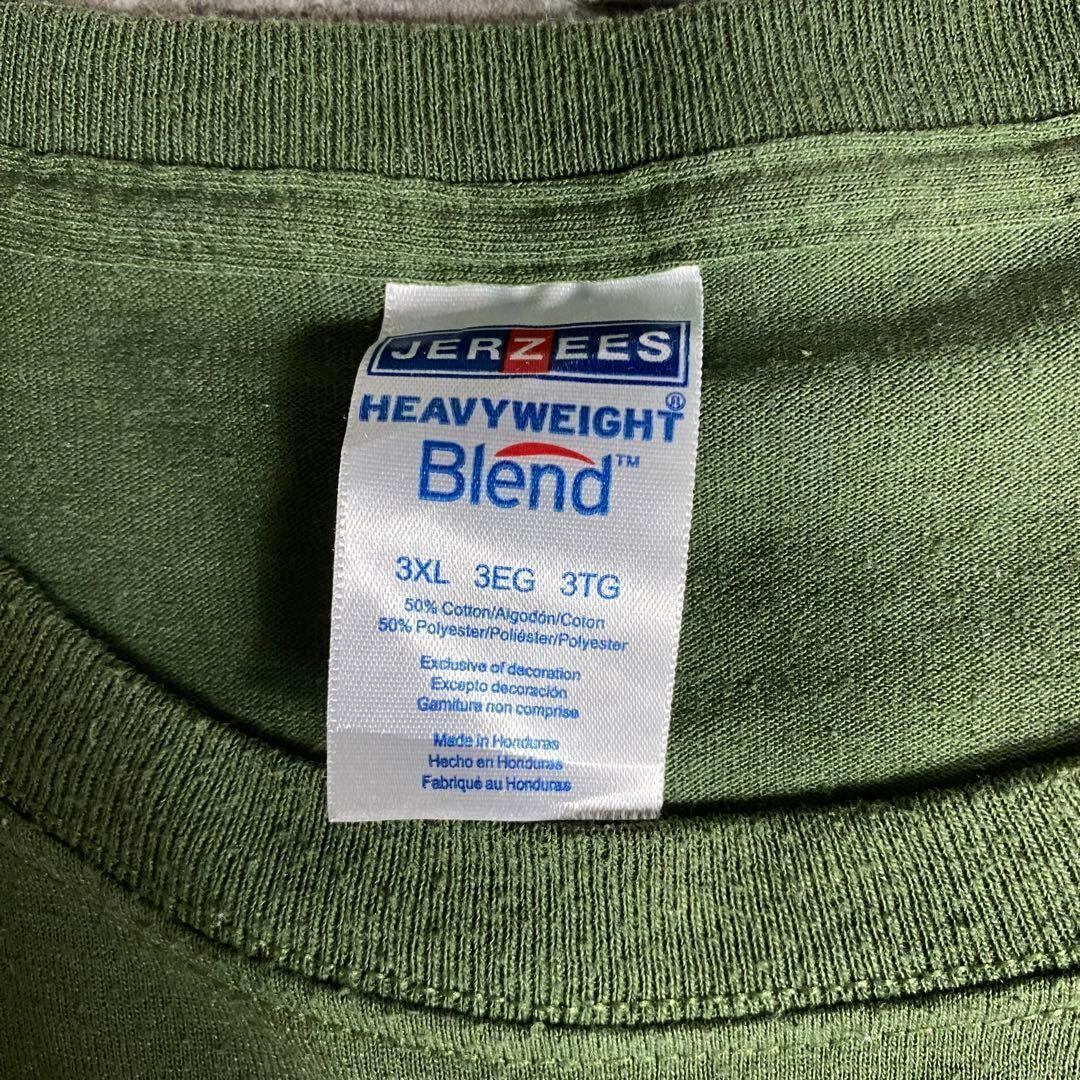 JERZEES
HEAVYWEIGHT®
Blend™
3XL 3EG 3TG
50% Cotton/Algodón/Coton
50% Polyester/Poliéster/Polyester
Exclusive of decoration
Excepto decoración
Garniture non comprise
Made in Honduras
Hecho en Honduras
Fabriqué au Honduras